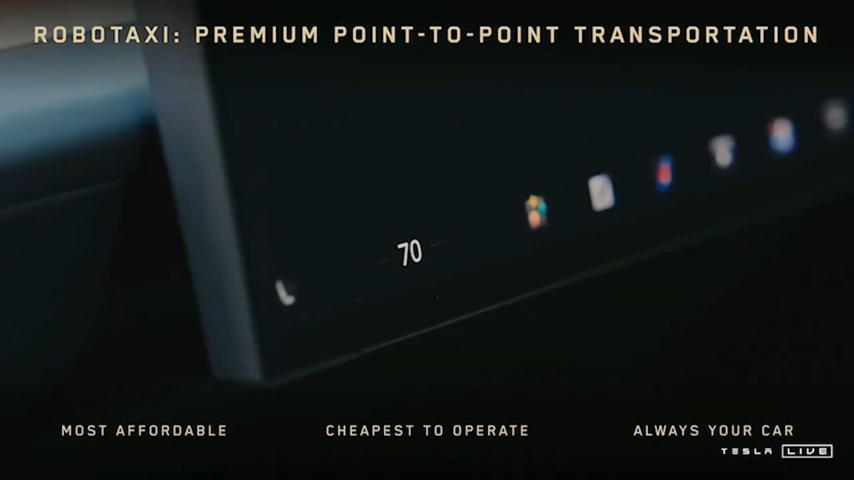 ROBOTAXI: PREMIUM POINT-TO-POINT TRANSPORTATION
70
MOST AFFORDABLE
CHEAPEST TO OPERATE
ALWAYS YOUR CAR
TESLA LIVE